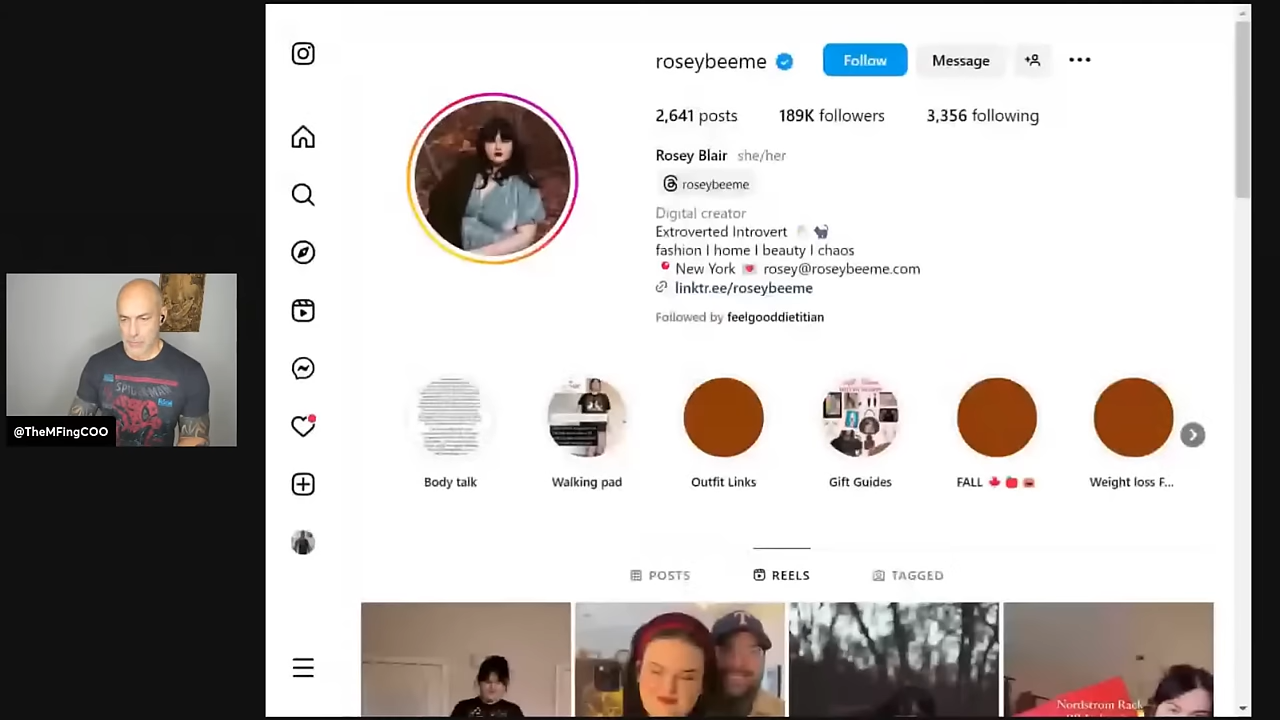 roseybeeme Follow Message
2,641 posts 189K followers 3,356 following
Rosey Blair she/her
roseybeeme
Digital creator
Extroverted Introvert
fashion | home | beauty | chaos
New York rosey@roseybeeme.com
linktr.ee/roseybeeme
Followed by feelgooddietitian
SPIDER-MAN
@TheMFingCOO
Body talk Walking pad Outfit Links Gift Guides FALL Weight loss F...
POSTS REELS TAGGED
T
Nordstrom Rack